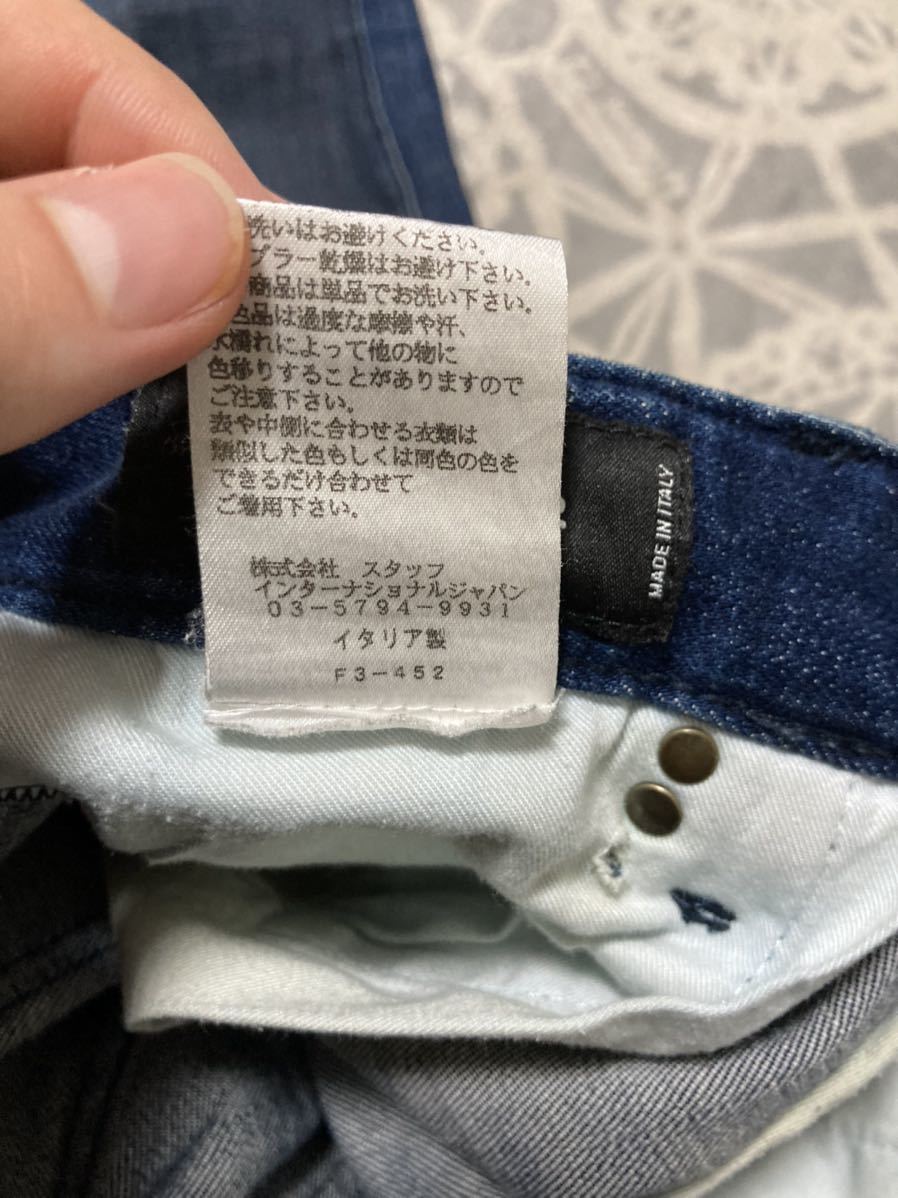 洗いはお避けください。
プラー乾燥はお避け下さい。
商品は単品でお洗い下さい。
色品は過度な摩擦や汗、
水濡れによって他の物に
色移りすることがありますので
ご注意下さい。
表や中側に合わせる衣類は
類似した色もしくは同色の色を
できるだけ合わせて
ご着用下さい。
株式会社 スタッフ
インターナショナルジャパン
03-5794-9931
イタリア製
F3-452
MADE IN ITALY